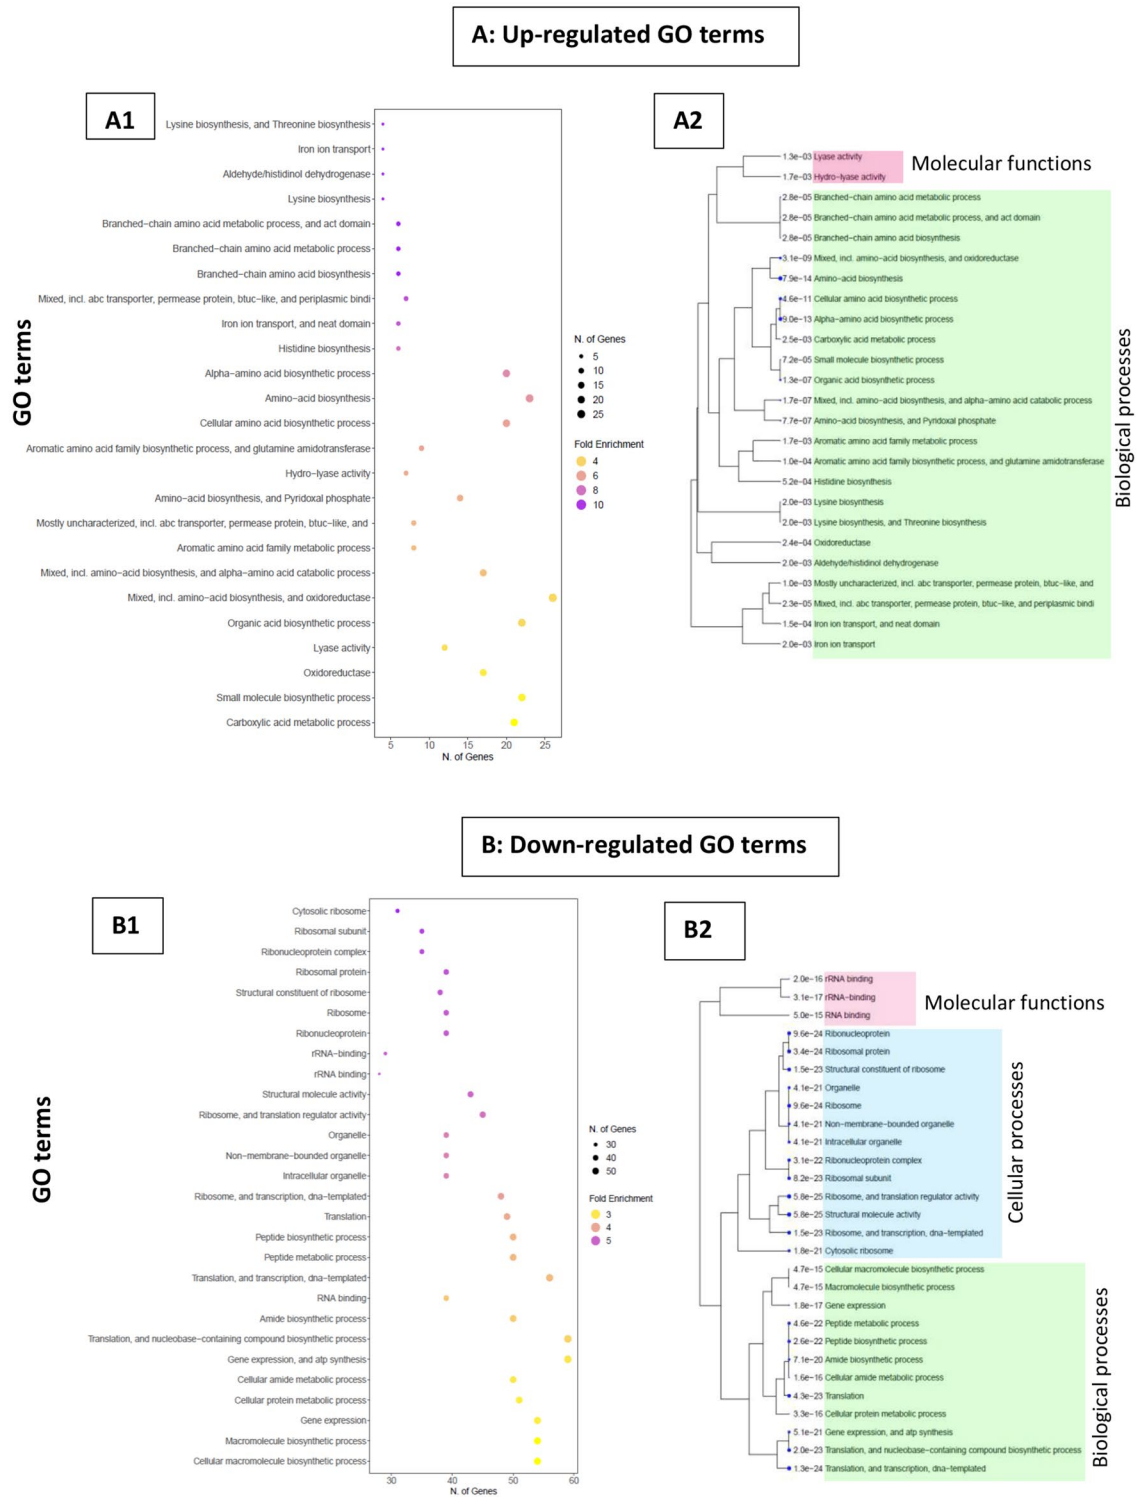 A: Up-regulated GO terms
A1
Lysine biosynthesis, and Threonine biosynthesis
Iron ion transport
Aldehyde/histidinol dehydrogenase
Lysine biosynthesis
Branched−chain amino acid metabolic process, and act domain
Branched−chain amino acid metabolic process
Branched−chain amino acid biosynthesis
Mixed, incl. abc transporter, permease protein, btuc−like, and periplasmic bindi
Iron ion transport, and neat domain
Histidine biosynthesis
Alpha−amino acid biosynthetic process
Amino−acid biosynthesis
Cellular amino acid biosynthetic process
Aromatic amino acid family biosynthetic process, and glutamine amidotransferase
Hydro−lyase activity
Amino−acid biosynthesis, and Pyridoxal phosphate
Mostly uncharacterized, incl. abc transporter, permease protein, btuc−like, and
Aromatic amino acid family metabolic process
Mixed, incl. amino−acid biosynthesis, and alpha−amino acid catabolic process
Mixed, incl. amino−acid biosynthesis, and oxidoreductase
Organic acid biosynthetic process
Lyase activity
Oxidoreductase
Small molecule biosynthetic process
Carboxylic acid metabolic process
GO terms
5 10 15 20 25
N. of Genes
N. of Genes
5
10
15
20
25
Fold Enrichment
4
6
8
10
A2
1.3e−03 Lyase activity
1.7e−03 Hydro−lyase activity
Molecular functions
2.8e−05 Branched−chain amino acid metabolic process
2.8e−05 Branched−chain amino acid metabolic process, and act domain
2.8e−05 Branched−chain amino acid biosynthesis
3.1e−09 Mixed, incl. amino−acid biosynthesis, and oxidoreductase
7.9e−14 Amino−acid biosynthesis
4.6e−11 Cellular amino acid biosynthetic process
9.0e−13 Alpha−amino acid biosynthetic process
2.5e−03 Carboxylic acid metabolic process
7.2e−05 Small molecule biosynthetic process
1.3e−07 Organic acid biosynthetic process
1.7e−07 Mixed, incl. amino−acid biosynthesis, and alpha−amino acid catabolic process
7.7e−07 Amino−acid biosynthesis, and Pyridoxal phosphate
1.7e−03 Aromatic amino acid family metabolic process
1.0e−04 Aromatic amino acid family biosynthetic process, and glutamine amidotransferase
5.2e−04 Histidine biosynthesis
2.0e−03 Lysine biosynthesis
2.0e−03 Lysine biosynthesis, and Threonine biosynthesis
2.4e−04 Oxidoreductase
2.0e−03 Aldehyde/histidinol dehydrogenase
1.0e−03 Mostly uncharacterized, incl. abc transporter, permease protein, btuc−like, and
2.3e−05 Mixed, incl. abc transporter, permease protein, btuc−like, and periplasmic bindi
1.5e−04 Iron ion transport, and neat domain
2.0e−03 Iron ion transport
Biological processes
B: Down-regulated GO terms
B1
Cytosolic ribosome
Ribosomal subunit
Ribonucleoprotein complex
Ribosomal protein
Structural constituent of ribosome
Ribosome
Ribonucleoprotein
rRNA−binding
rRNA binding
Structural molecule activity
Ribosome, and translation regulator activity
Organelle
Non−membrane−bounded organelle
Intracellular organelle
Ribosome, and transcription, dna−templated
Translation
Peptide biosynthetic process
Peptide metabolic process
Translation, and transcription, dna−templated
RNA binding
Amide biosynthetic process
Translation, and nucleobase−containing compound biosynthetic process
Gene expression, and atp synthesis
Cellular amide metabolic process
Cellular protein metabolic process
Gene expression
Macromolecule biosynthetic process
Cellular macromolecule biosynthetic process
GO terms
30 40 50 60
N. of Genes
N. of Genes
30
40
50
Fold Enrichment
3
4
5
B2
2.0e−16 rRNA binding
3.1e−17 rRNA−binding
5.0e−15 RNA binding
Molecular functions
9.6e−24 Ribonucleoprotein
3.4e−24 Ribosomal protein
1.5e−23 Structural constituent of ribosome
4.1e−21 Organelle
9.6e−24 Ribosome
4.1e−21 Non−membrane−bounded organelle
4.1e−21 Intracellular organelle
3.1e−22 Ribonucleoprotein complex
8.2e−23 Ribosomal subunit
5.8e−25 Ribosome, and translation regulator activity
5.8e−25 Structural molecule activity
1.5e−23 Ribosome, and transcription, dna−templated
1.8e−21 Cytosolic ribosome
Cellular processes
4.7e−15 Cellular macromolecule biosynthetic process
4.7e−15 Macromolecule biosynthetic process
1.8e−17 Gene expression
4.6e−22 Peptide metabolic process
2.6e−22 Peptide biosynthetic process
7.1e−20 Amide biosynthetic process
1.6e−16 Cellular amide metabolic process
4.3e−23 Translation
3.3e−16 Cellular protein metabolic process
5.1e−21 Gene expression, and atp synthesis
2.0e−23 Translation, and nucleobase−containing compound biosynthetic process
1.3e−24 Translation, and transcription, dna−templated
Biological processes